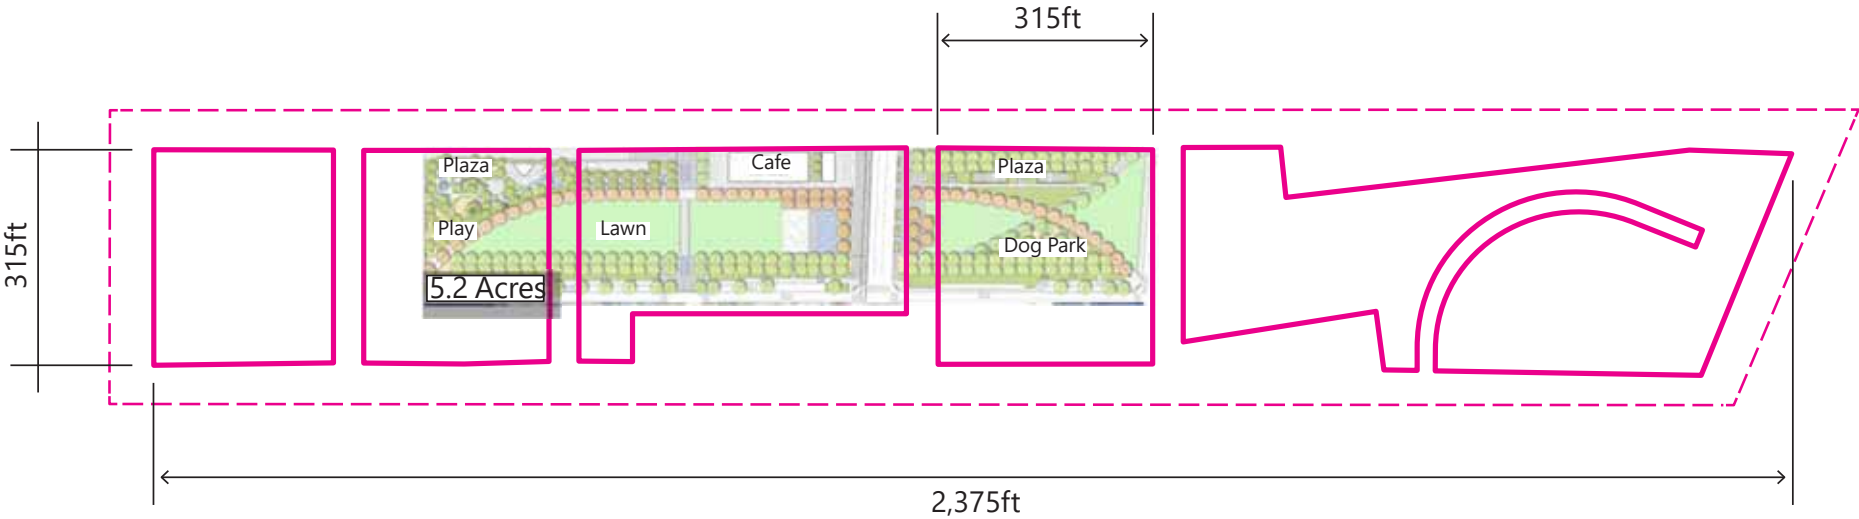 315ft
Plaza
Cafe
Plaza
315ft
Play
Lawn
Dog Park
5.2 Acres
2,375ft